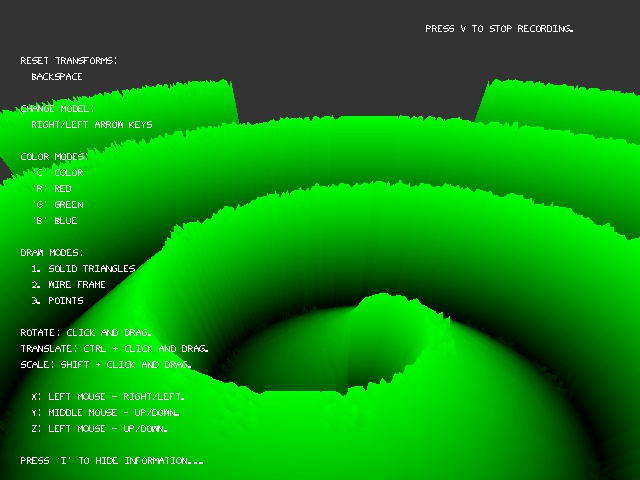 PRESS V TO STOP RECORDING.
RESET TRANSFORMS:
BACKSPACE
CHANGE MODEL:
RIGHT/LEFT ARROW KEYS
COLOR MODES:
'C' COLOR
'R' RED
'G' GREEN
'B' BLUE
DRAW MODES:
1. SOLID TRIANGLES
2. WIRE FRAME
3. POINTS
ROTATE: CLICK AND DRAG.
TRANSLATE: CTRL + CLICK AND DRAG.
SCALE: SHIFT + CLICK AND DRAG.
X: LEFT MOUSE - RIGHT/LEFT.
Y: MIDDLE MOUSE - UP/DOWN.
Z: LEFT MOUSE - UP/DOWN.
PRESS 'I' TO HIDE INFORMATION...